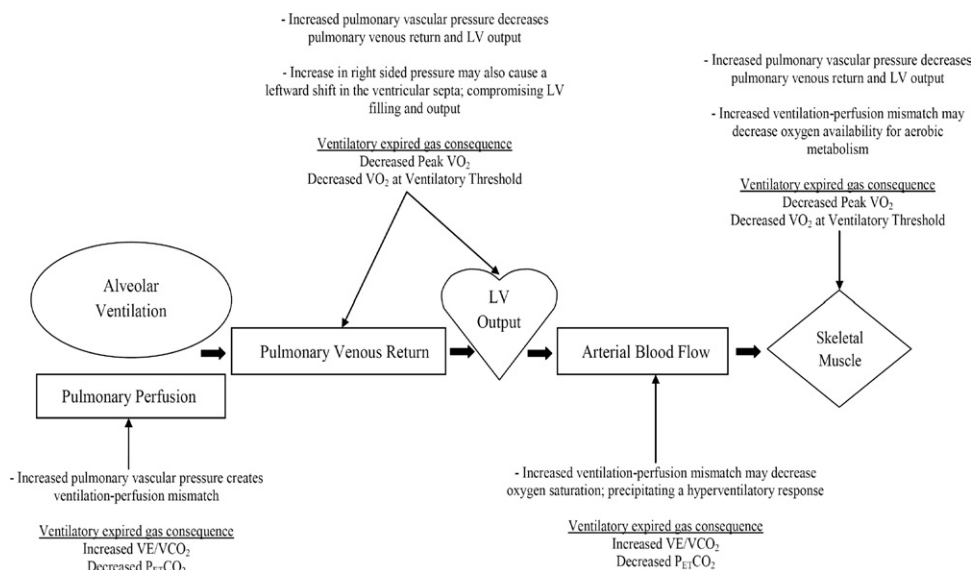 - Increased pulmonary vascular pressure decreases
pulmonary venous return and LV output
- Increase in right sided pressure may also cause a
leftward shift in the ventricular septa; compromising LV
filling and output
Ventilatory expired gas consequence
Decreased Peak VO₂
Decreased VO₂ at Ventilatory Threshold
- Increased pulmonary vascular pressure decreases
pulmonary venous return and LV output
- Increased ventilation-perfusion mismatch may
decrease oxygen availability for aerobic
metabolism
Ventilatory expired gas consequence
Decreased Peak VO₂
Decreased VO₂ at Ventilatory Threshold
Alveolar
Ventilation
Pulmonary Perfusion
Pulmonary Venous Return
LV
Output
Arterial Blood Flow
Skeletal
Muscle
- Increased pulmonary vascular pressure creates
ventilation-perfusion mismatch
Ventilatory expired gas consequence
Increased VE/VCO₂
Decreased PETCO₂
- Increased ventilation-perfusion mismatch may decrease
oxygen saturation; precipitating a hyperventilatory response
Ventilatory expired gas consequence
Increased VE/VCO₂
Decreased PETCO₂